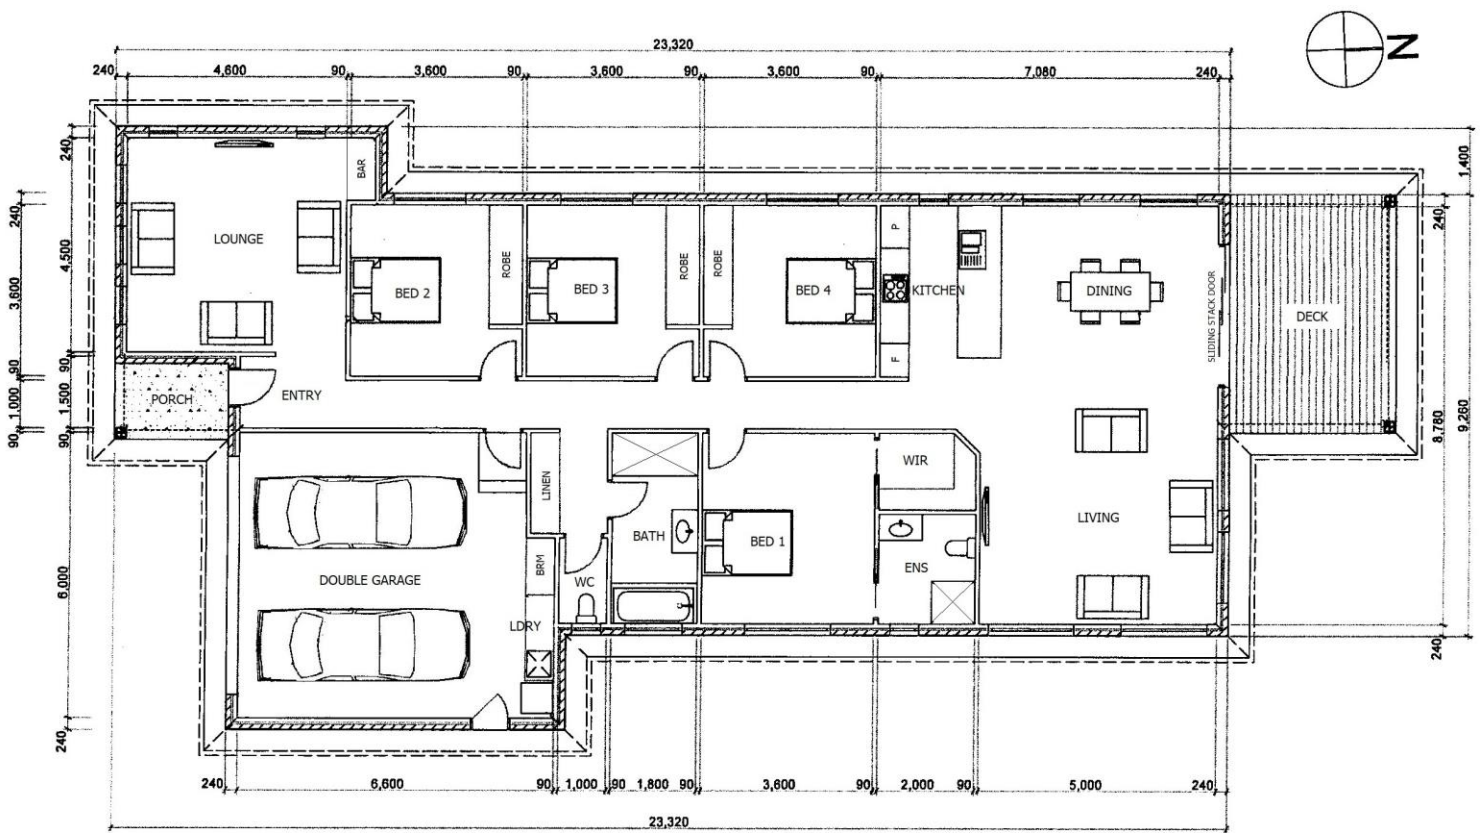 N
23,320
240 4,600 90 3,600 90 3,600 90 3,600 90 7,080 240
240
1,400
BAR
240
240
4,500
LOUNGE
ROBE
ROBE
ROBE
P
3,600
BED 2
BED 3
BED 4
KITCHEN
DINING
SLIDING STACK DOOR
DECK
F
90
90
1,000
1,500
PORCH
ENTRY
90
90
8,780
9,260
WIR
LINEN
LIVING
BATH
BED 1
DOUBLE GARAGE
BRM
WC
ENS
6,000
LDRY
240
240
240 6,600 90 1,000 90 1,800 90 3,600 90 2,000 90 5,000 240
23,320